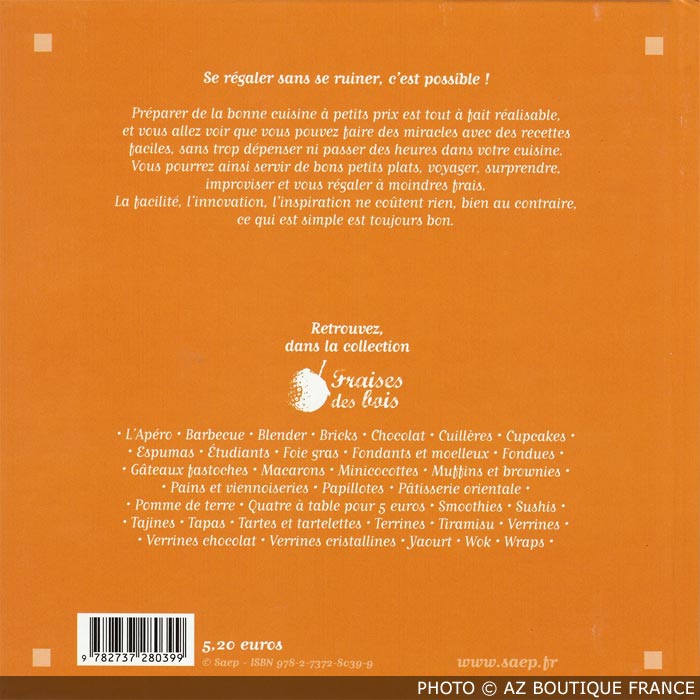 Se régaler sans se ruiner, c'est possible !
Préparer de la bonne cuisine à petits prix est tout à fait réalisable,
et vous allez voir que vous pouvez faire des miracles avec des recettes
faciles, sans trop dépenser ni passer des heures dans votre cuisine.
Vous pourrez ainsi servir de bons petits plats, voyager, surprendre,
improviser et vous régaler à moindres frais.
La facilité, l'innovation, l'inspiration ne coûtent rien, bien au contraire,
ce qui est simple est toujours bon.
Retrouvez,
dans la collection
Fraises
des bois
• L'Apéro • Barbecue • Blender • Bricks • Chocolat • Cuillères • Cupcakes •
• Espumas • Étudiants • Foie gras • Fondants et moelleux • Fondues •
• Gâteaux fastoches • Macarons • Minicocottes • Muffins et brownies •
• Pains et viennoiseries • Papillotes • Pâtisserie orientale •
• Pomme de terre • Quatre à table pour 5 euros • Smoothies • Sushis •
• Tajines • Tapas • Tartes et tartelettes • Terrines • Tiramisu • Verrines •
• Verrines chocolat • Verrines cristallines • Yaourt • Wok • Wraps •
9 782737 280399
5,20 euros
© Saep - ISBN 978-2-7372-8039-9
www.saep.fr
PHOTO © AZ BOUTIQUE FRANCE